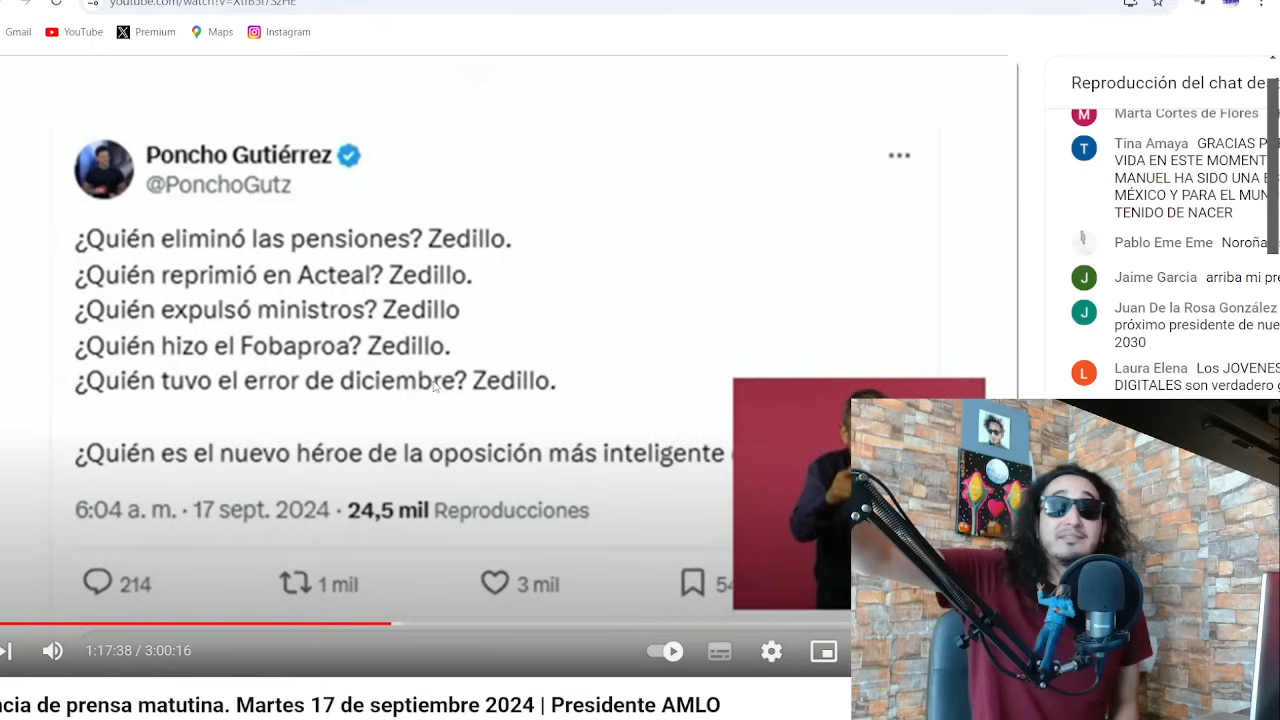 youtube.com/watch?v=
Gmail YouTube Premium Maps Instagram
Poncho Gutiérrez
@PonchoGutz
¿Quién eliminó las pensiones? Zedillo.
¿Quién reprimió en Acteal? Zedillo.
¿Quién expulsó ministros? Zedillo
¿Quién hizo el Fobaproa? Zedillo.
¿Quién tuvo el error de diciembre? Zedillo.
¿Quién es el nuevo héroe de la oposición más inteligente
6:04 a. m. · 17 sept. 2024 · 24,5 mil Reproducciones
214 1 mil 3 mil
1:17:38 / 3:00:16
de prensa matutina. Martes 17 de septiembre 2024 | Presidente AMLO
Reproducción del chat de
M Marta Cortes de Flores
T Tina Amaya GRACIAS
VIDA EN ESTE
MANUEL HA SIDO UNA
MÉXICO Y PARA EL
TENIDO DE NACER
Pablo Eme Eme Noroña
J Jaime Garcia arriba mi
J Juan De la Rosa González
próximo presidente de
2030
L Laura Elena Los JOVENES
DIGITALES son verdadero